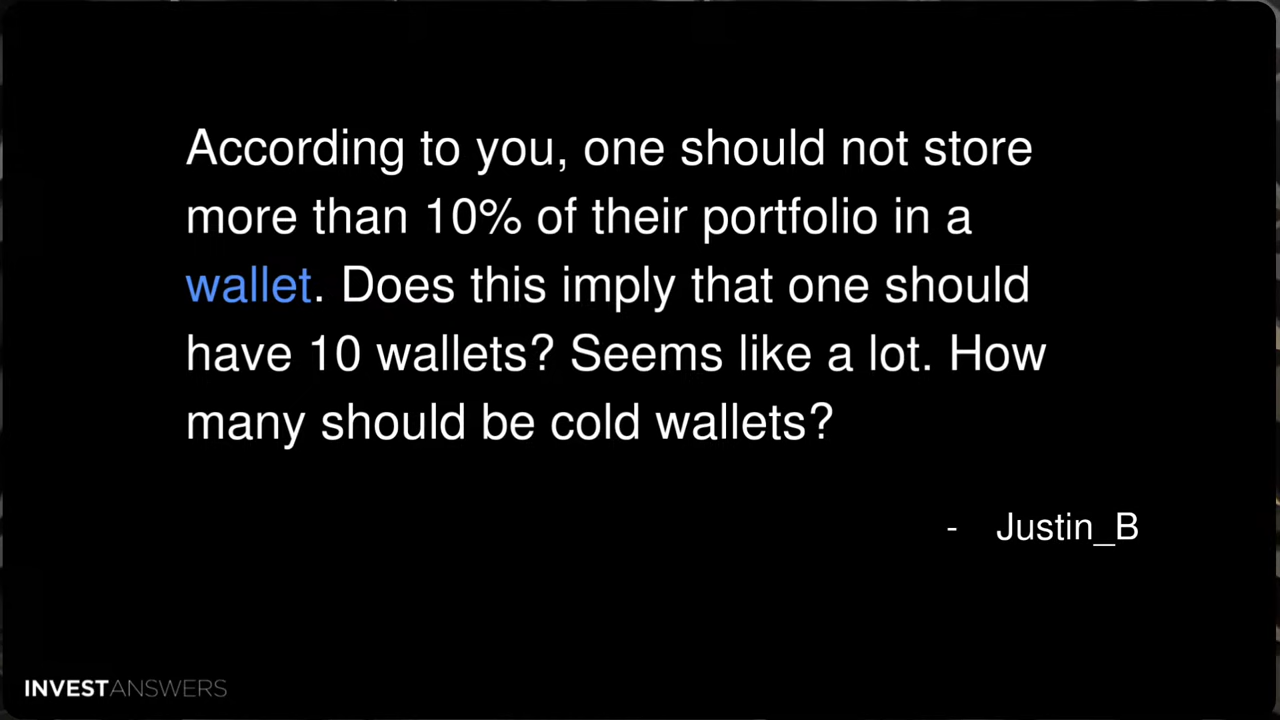 According to you, one should not store
more than 10% of their portfolio in a
wallet. Does this imply that one should
have 10 wallets? Seems like a lot. How
many should be cold wallets?
- Justin_B
INVESTANSWERS